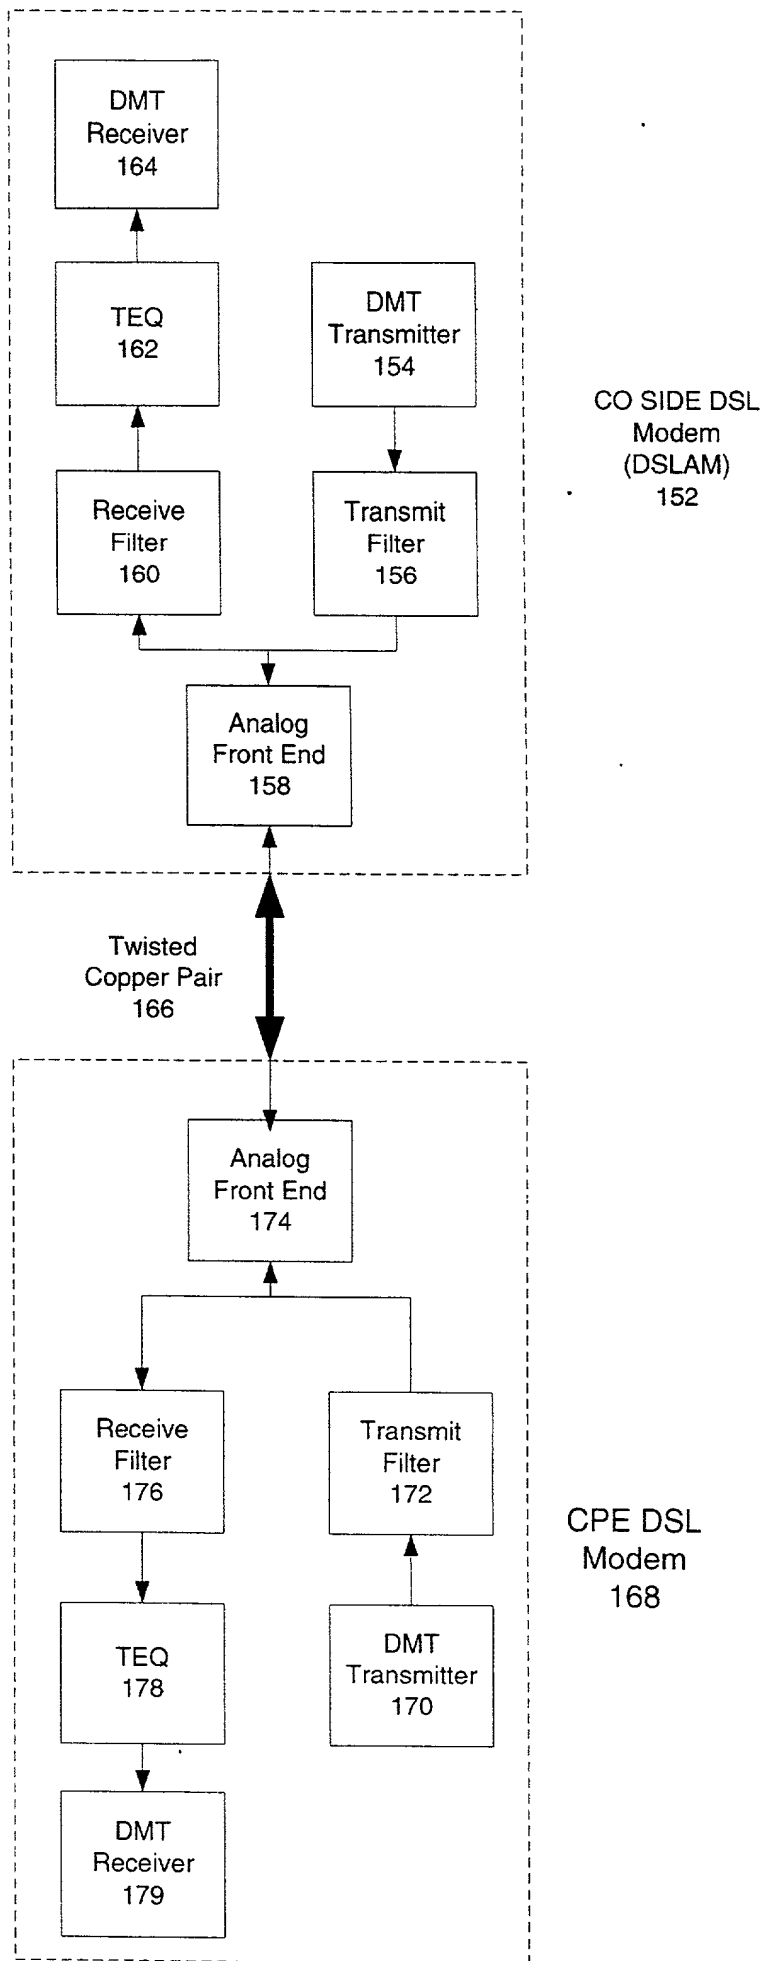 DMT
Receiver
164
TEQ
162
DMT
Transmitter
154
Receive
Filter
160
Transmit
Filter
156
CO SIDE DSL
Modem
(DSLAM)
152
Analog
Front End
158
Twisted
Copper Pair
166
Analog
Front End
174
Receive
Filter
176
Transmit
Filter
172
CPE DSL
Modem
168
TEQ
178
DMT
Transmitter
170
DMT
Receiver
179